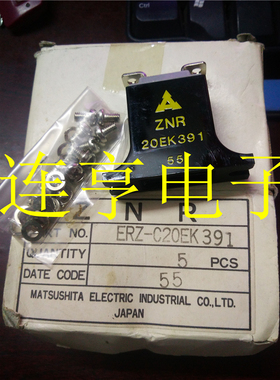 ZNR
20EK391
55
连亨电子
Z N R
PART NO. ERZ-C20EK391
QUANTITY 5 PCS
DATE CODE 55
MATSUSHITA ELECTRIC INDUSTRIAL CO.,LTD.
JAPAN